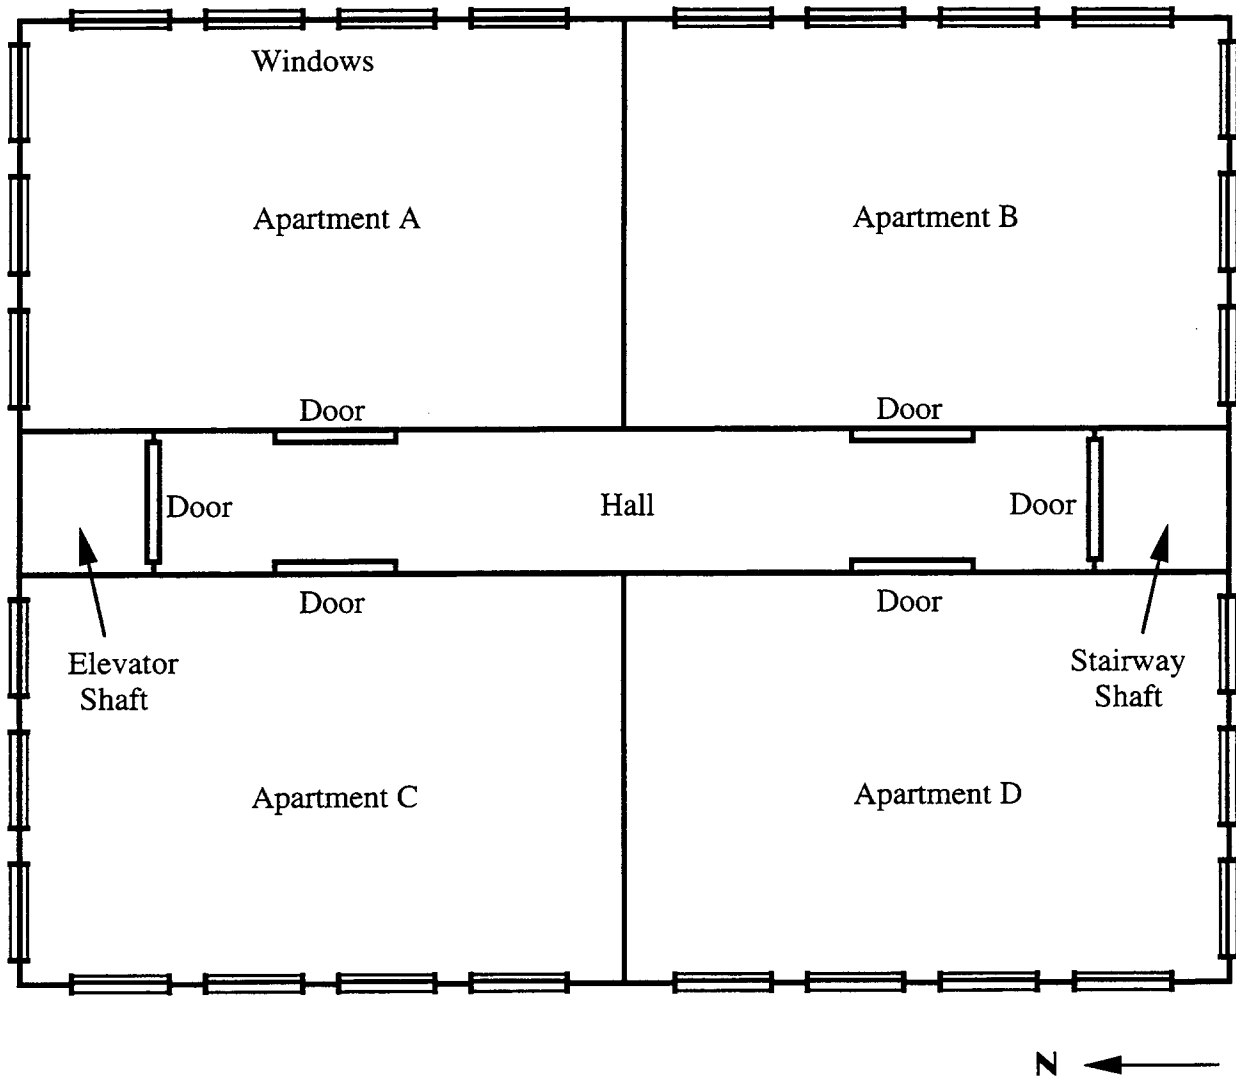 Windows
Apartment A
Apartment B
Door
Door
Door
Hall
Door
Door
Door
Elevator
Shaft
Stairway
Shaft
Apartment C
Apartment D
N